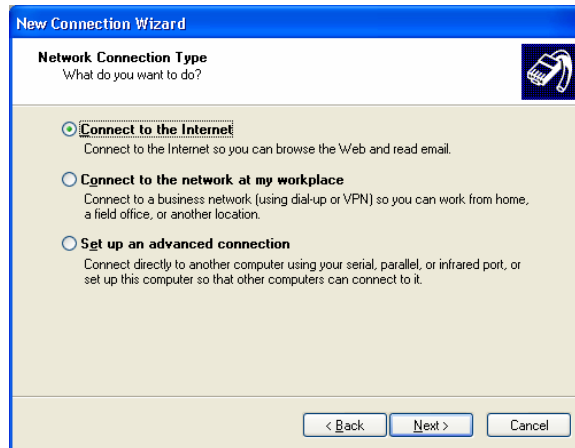 New Connection Wizard
Network Connection Type
What do you want to do?
Connect to the Internet
Connect to the Internet so you can browse the Web and read email.
Connect to the network at my workplace
Connect to a business network (using dial-up or VPN) so you can work from home,
a field office, or another location.
Set up an advanced connection
Connect directly to another computer using your serial, parallel, or infrared port, or
set up this computer so that other computers can connect to it.
< Back Next > Cancel